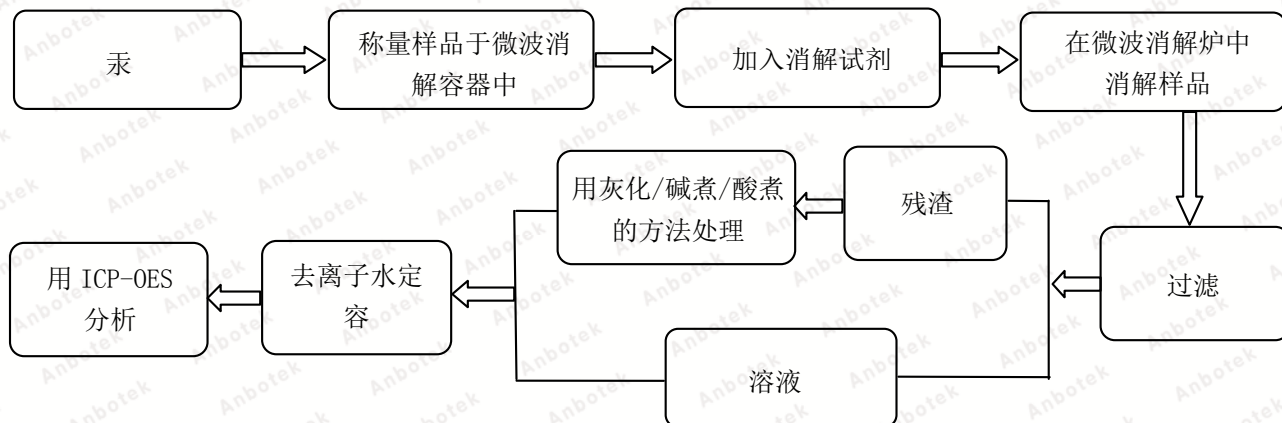 汞
称量样品于微波消
解容器中
加入消解试剂
在微波消解炉中
消解样品
用灰化/碱煮/酸煮
的方法处理
残渣
用 ICP-OES
分析
去离子水定
容
过滤
溶液
Anbotek